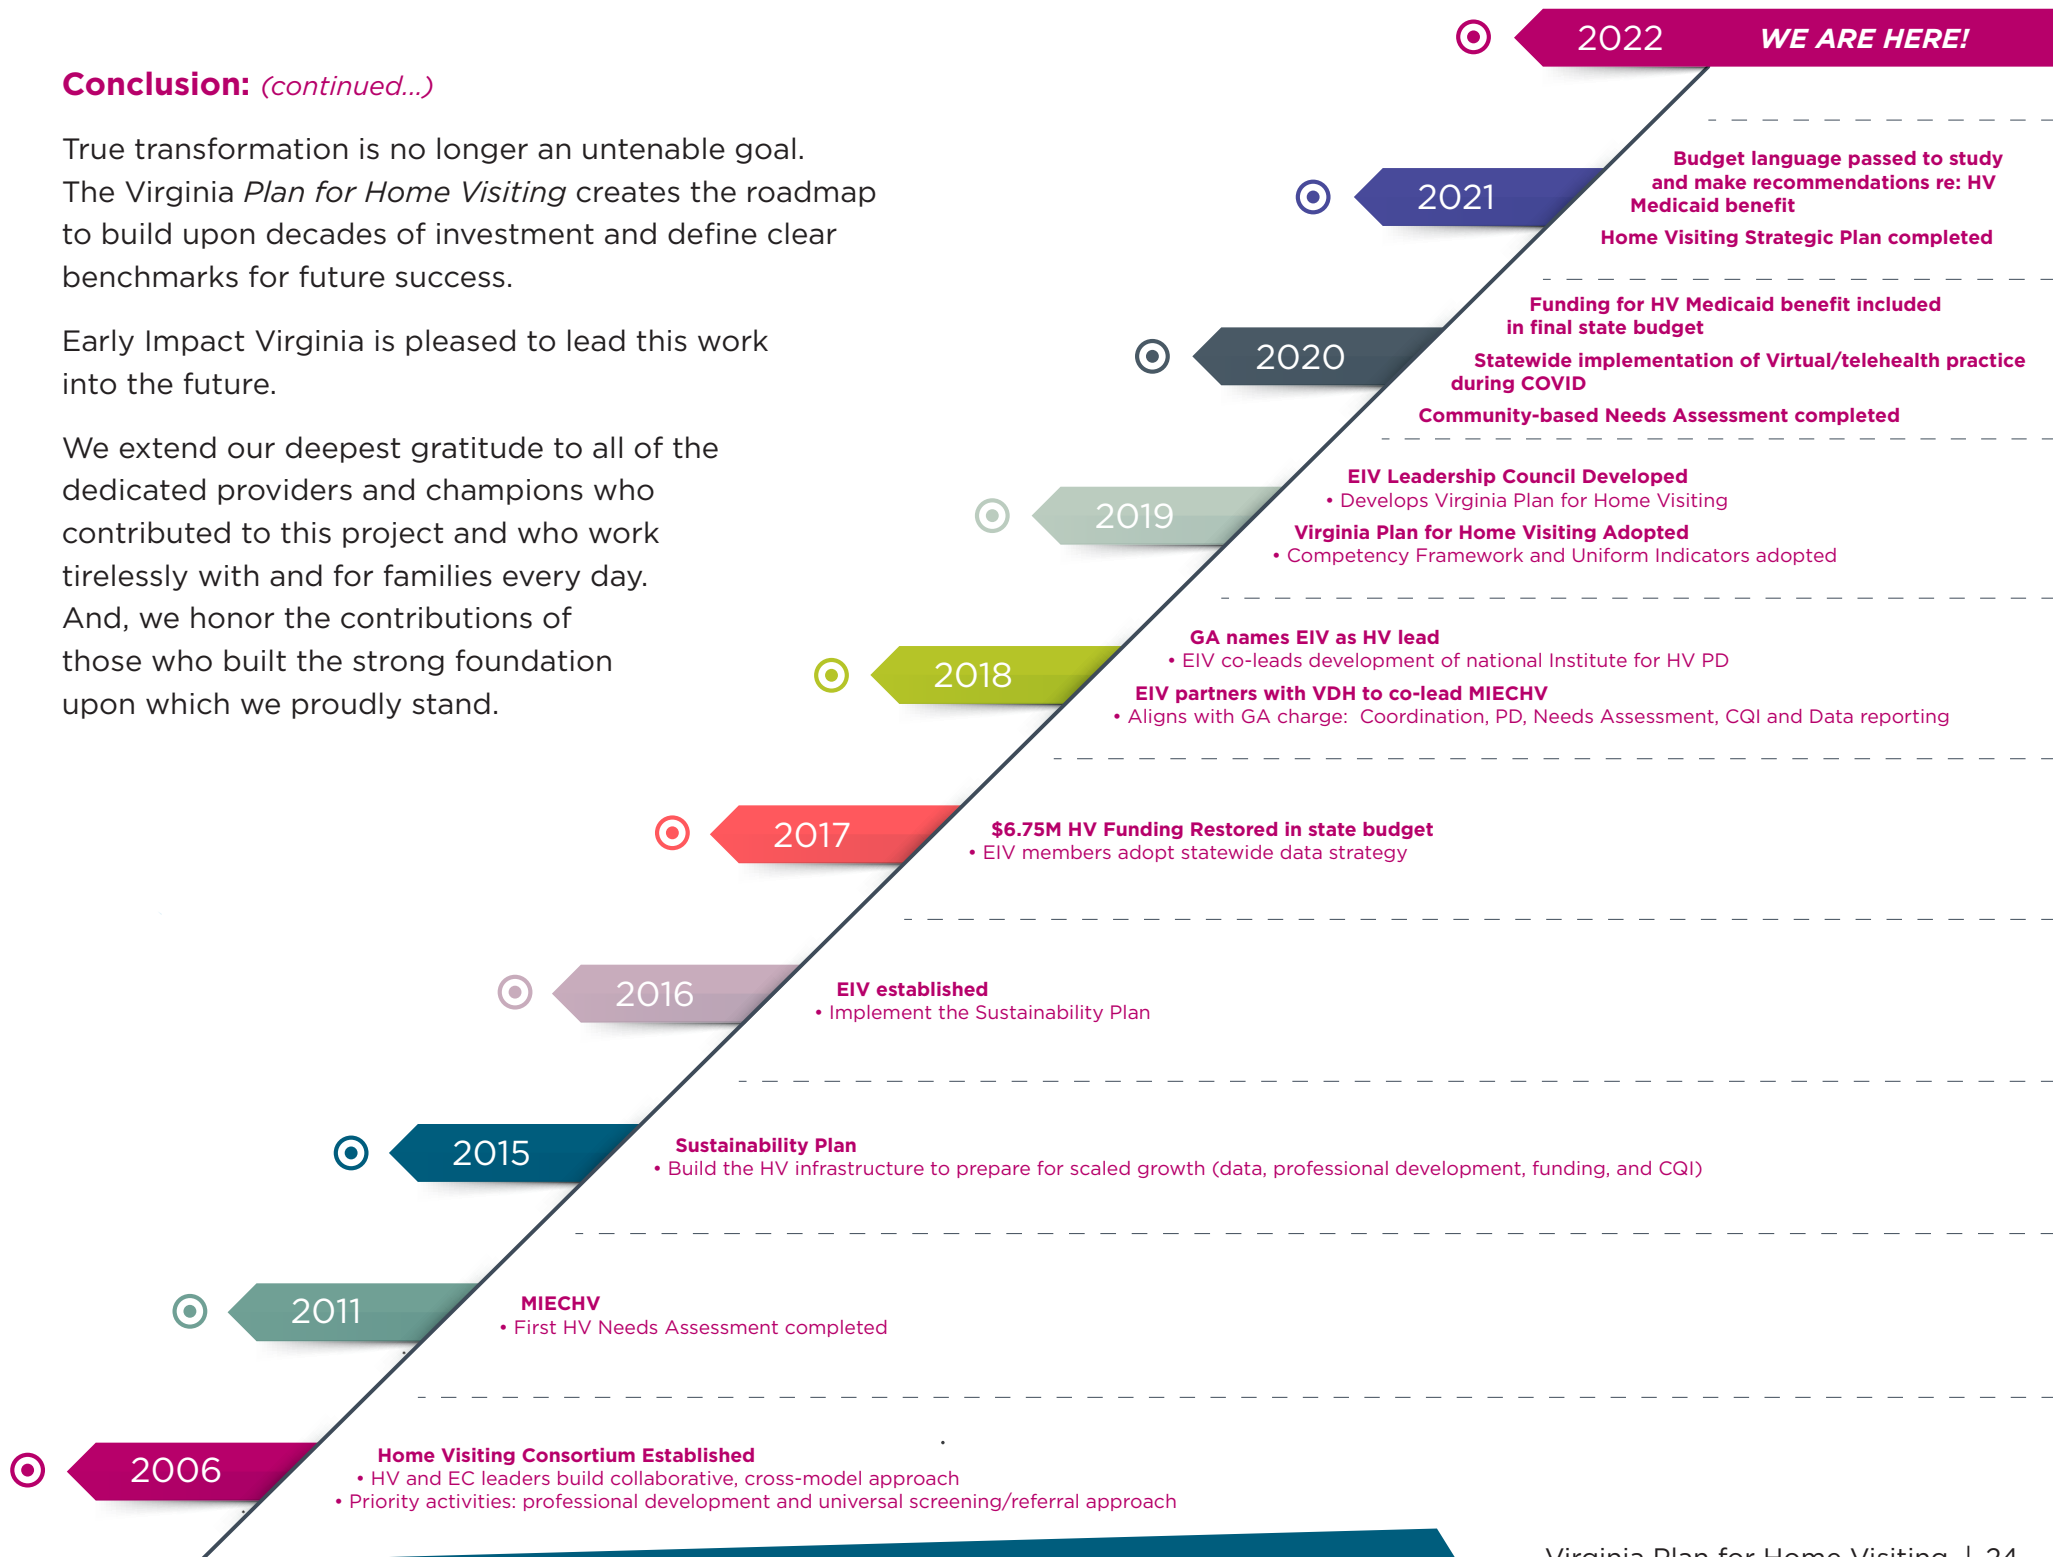 Conclusion: (continued...)
True transformation is no longer an untenable goal.
The Virginia Plan for Home Visiting creates the roadmap
to build upon decades of investment and define clear
benchmarks for future success.
Early Impact Virginia is pleased to lead this work
into the future.
We extend our deepest gratitude to all of the
dedicated providers and champions who
contributed to this project and who work
tirelessly with and for families every day.
And, we honor the contributions of
those who built the strong foundation
upon which we proudly stand.
2022 WE ARE HERE!
2021
Budget language passed to study
and make recommendations re: HV
Medicaid benefit
Home Visiting Strategic Plan completed
2020
Funding for HV Medicaid benefit included
in final state budget
Statewide implementation of Virtual/telehealth practice
during COVID
Community-based Needs Assessment completed
2019
EIV Leadership Council Developed
• Develops Virginia Plan for Home Visiting
Virginia Plan for Home Visiting Adopted
• Competency Framework and Uniform Indicators adopted
2018
GA names EIV as HV lead
• EIV co-leads development of national Institute for HV PD
EIV partners with VDH to co-lead MIECHV
• Aligns with GA charge: Coordination, PD, Needs Assessment, CQI and Data reporting
2017
$6.75M HV Funding Restored in state budget
• EIV members adopt statewide data strategy
2016
EIV established
• Implement the Sustainability Plan
2015
Sustainability Plan
• Build the HV infrastructure to prepare for scaled growth (data, professional development, funding, and CQI)
2011
MIECHV
• First HV Needs Assessment completed
2006
Home Visiting Consortium Established
• HV and EC leaders build collaborative, cross-model approach
• Priority activities: professional development and universal screening/referral approach
Virginia Plan for Home Visiting | 24